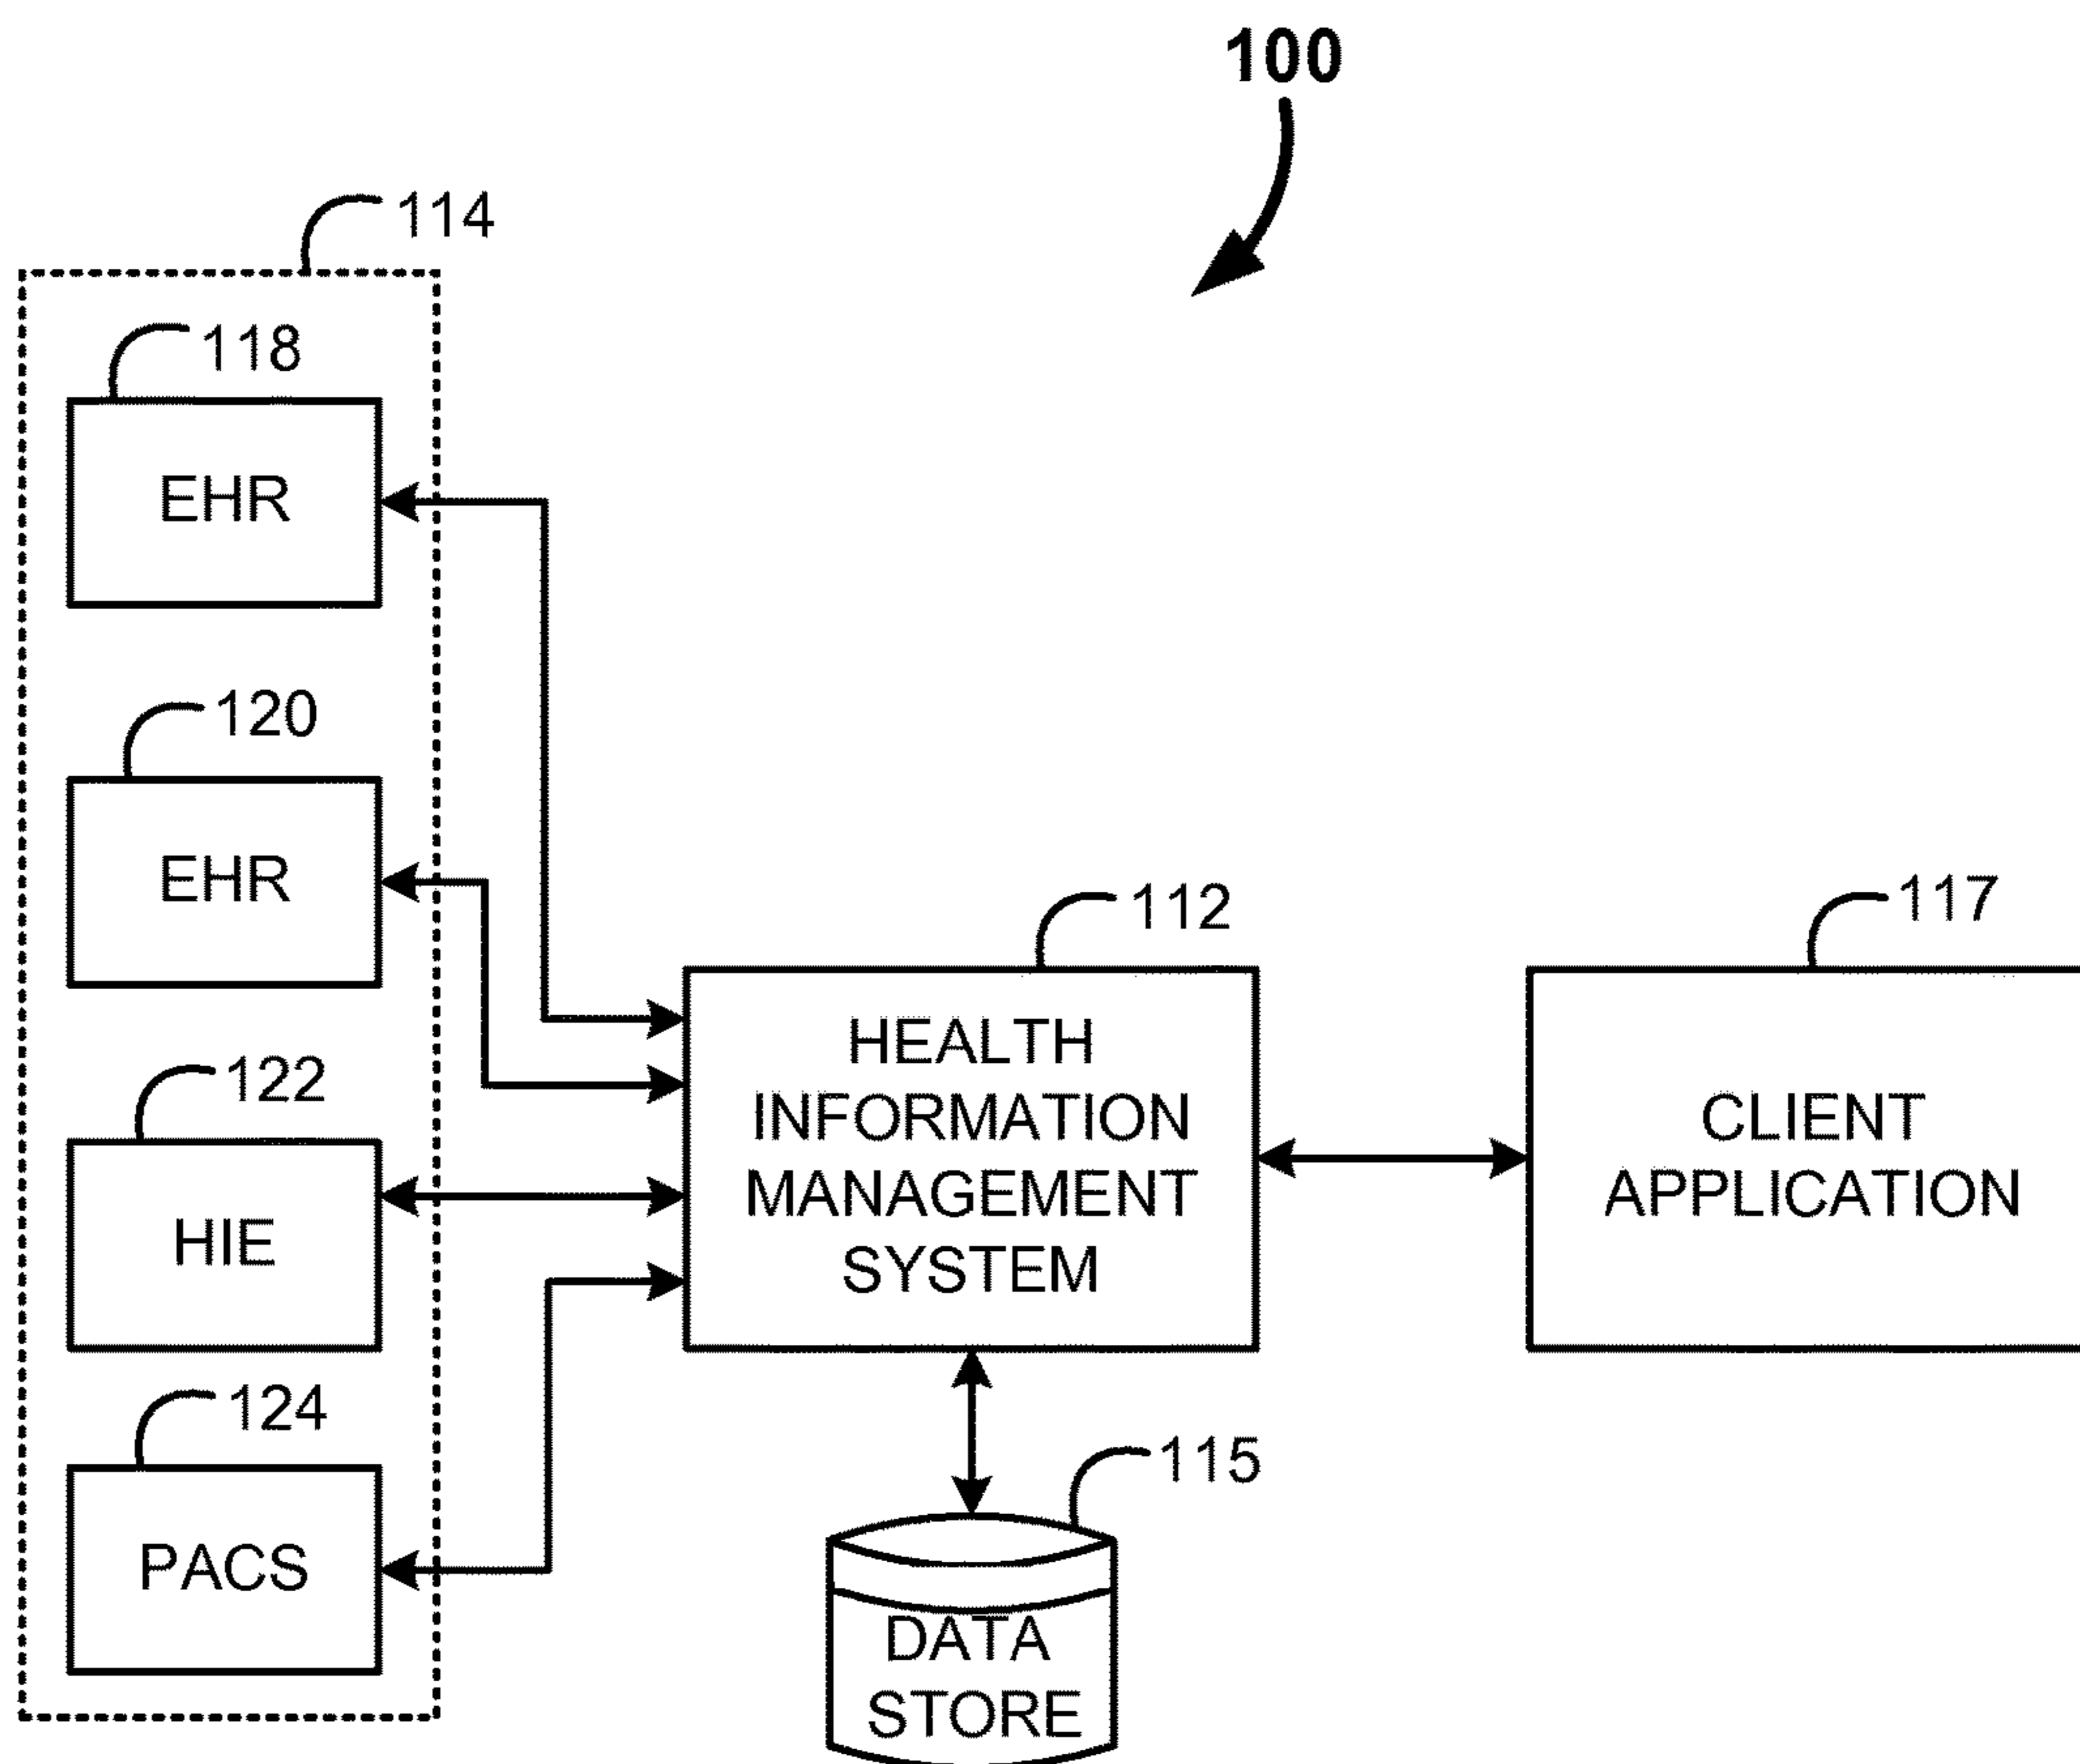 100
114
118
EHR
120
EHR
112
117
122
HEALTH
INFORMATION
MANAGEMENT
SYSTEM
CLIENT
APPLICATION
HIE
124
PACS
115
DATA
STORE